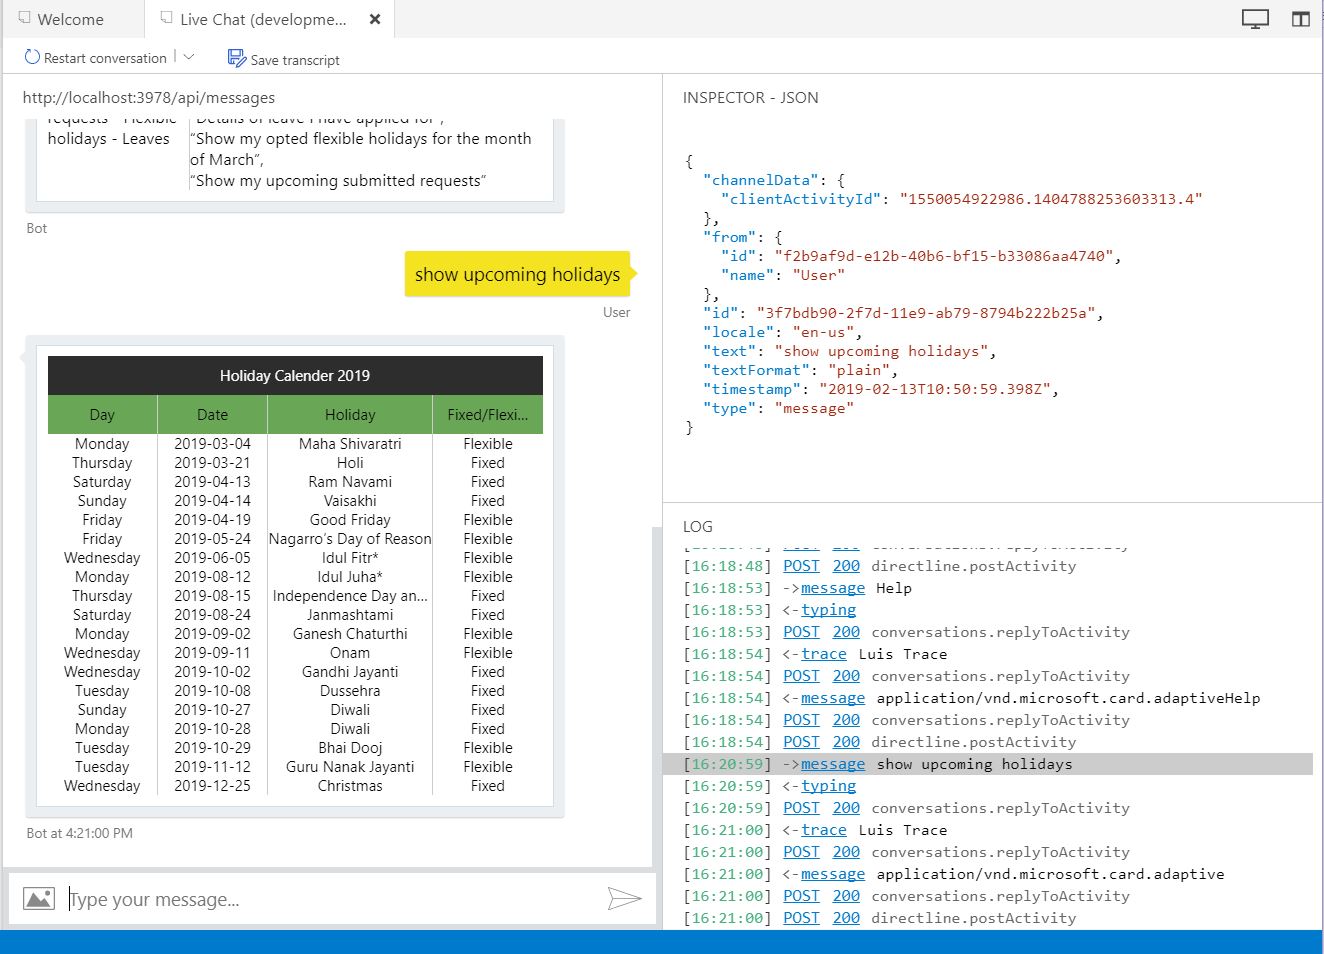 Welcome
Live Chat (developme...
Restart conversation
Save transcript
http://localhost:3978/api/messages
requests - Flexible
holidays - Leaves
"Details of leave I have applied for",
“Show my opted flexible holidays for the month
of March”,
“Show my upcoming submitted requests”
Bot
show upcoming holidays
User
Holiday Calender 2019
Day Date Holiday Fixed/Flexi...
Monday 2019-03-04 Maha Shivaratri Flexible
Thursday 2019-03-21 Holi Fixed
Saturday 2019-04-13 Ram Navami Fixed
Sunday 2019-04-14 Vaisakhi Fixed
Friday 2019-04-19 Good Friday Flexible
Friday 2019-05-24 Nagarro's Day of Reason Flexible
Wednesday 2019-06-05 Idul Fitr* Flexible
Monday 2019-08-12 Idul Juha* Flexible
Thursday 2019-08-15 Independence Day an... Fixed
Saturday 2019-08-24 Janmashtami Fixed
Monday 2019-09-02 Ganesh Chaturthi Flexible
Wednesday 2019-09-11 Onam Flexible
Wednesday 2019-10-02 Gandhi Jayanti Fixed
Tuesday 2019-10-08 Dussehra Fixed
Sunday 2019-10-27 Diwali Fixed
Monday 2019-10-28 Diwali Fixed
Tuesday 2019-10-29 Bhai Dooj Flexible
Tuesday 2019-11-12 Guru Nanak Jayanti Flexible
Wednesday 2019-12-25 Christmas Fixed
Bot at 4:21:00 PM
Type your message...
INSPECTOR - JSON
{
"channelData": {
"clientActivityId": "1550054922986.1404788253603313.4"
},
"from": {
"id": "f2b9af9d-e12b-40b6-bf15-b33086aa4740",
"name": "User"
},
"id": "3f7bdb90-2f7d-11e9-ab79-8794b222b25a",
"locale": "en-us",
"text": "show upcoming holidays",
"textFormat": "plain",
"timestamp": "2019-02-13T10:50:59.398Z",
"type": "message"
}
LOG
POST 200 conversations.replyToActivity
[16:18:48] POST 200 directline.postActivity
[16:18:53] ->message Help
[16:18:53] <-typing
[16:18:53] POST 200 conversations.replyToActivity
[16:18:54] <-trace Luis Trace
[16:18:54] POST 200 conversations.replyToActivity
[16:18:54] <-message application/vnd.microsoft.card.adaptiveHelp
[16:18:54] POST 200 conversations.replyToActivity
[16:18:54] POST 200 directline.postActivity
[16:20:59] ->message show upcoming holidays
[16:20:59] <-typing
[16:20:59] POST 200 conversations.replyToActivity
[16:21:00] <-trace Luis Trace
[16:21:00] POST 200 conversations.replyToActivity
[16:21:00] <-message application/vnd.microsoft.card.adaptive
[16:21:00] POST 200 conversations.replyToActivity
[16:21:00] POST 200 directline.postActivity